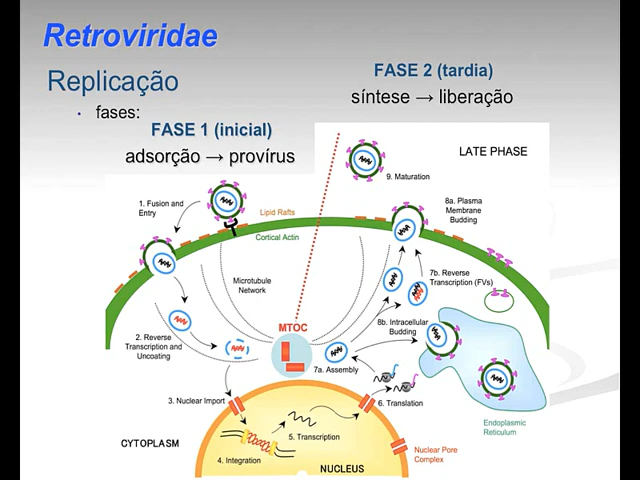 Retroviridae
Replicação
• fases:
FASE 1 (inicial)
adsorção → provírus
FASE 2 (tardia)
síntese → liberação
LATE PHASE
9. Maturation
1. Fusion and
Entry
Lipid Rafts
Cortical Actin
8a. Plasma
Membrane
Budding
7b. Reverse
Transcription (FVs)
Microtubule
Network
MTOC
8b. Intracellular
Budding
2. Reverse
Transcription and
Uncoating
7a. Assembly
3. Nuclear Import
6. Translation
5. Transcription
4. Integration
Endoplasmic
Reticulum
CYTOPLASM
NUCLEUS
Nuclear Pore
Complex